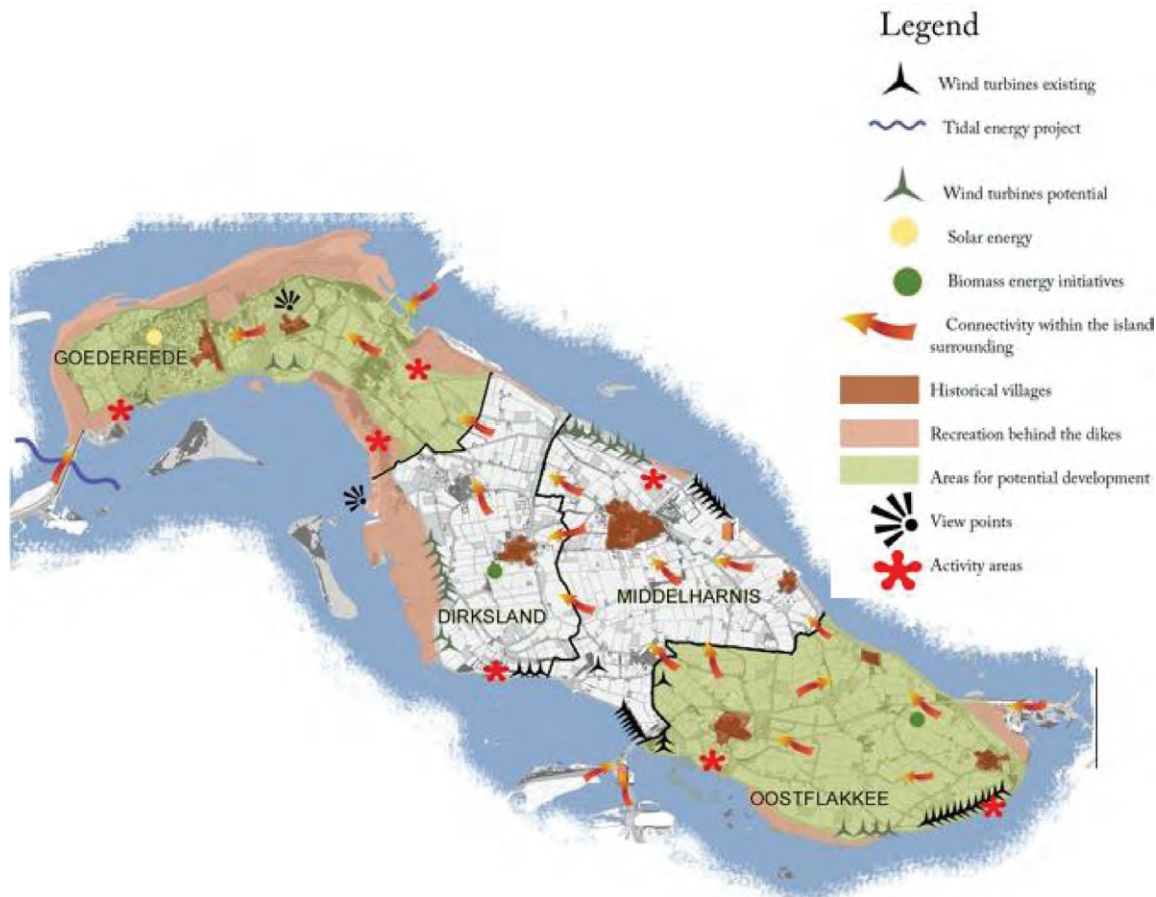 Legend
Wind turbines existing
Tidal energy project
Wind turbines potential
Solar energy
Biomass energy initiatives
Connectivity within the island
surrounding
Historical villages
Recreation behind the dikes
Areas for potential development
View points
Activity areas
GOEDEREEDE
DIRKSLAND
MIDDELHARNIS
OOSTFLAKKEE